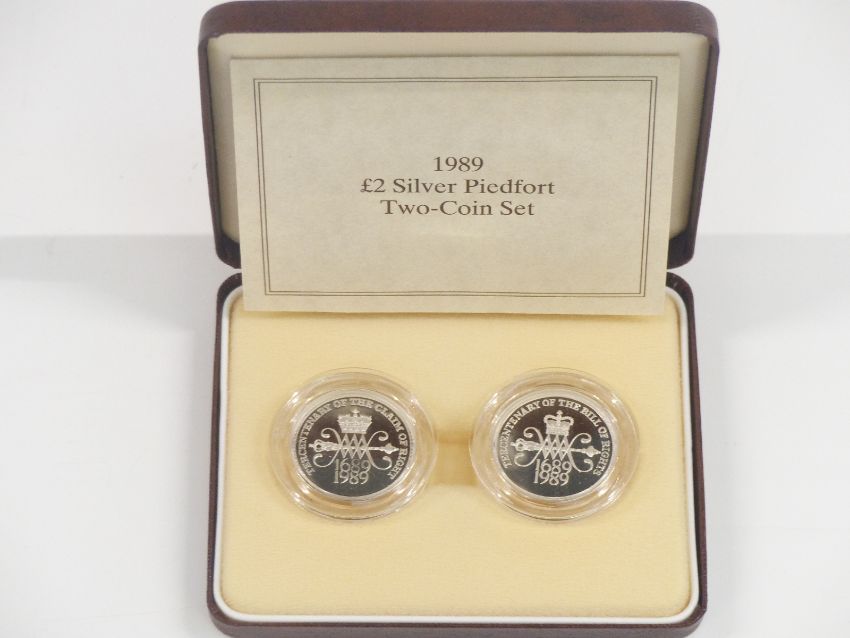 1989
£2 Silver Piedfort
Two-Coin Set
TERCENTENARY OF THE CLAIM OF RIGHT
1689
1989
TERCENTENARY OF THE BILL OF RIGHTS
1689
1989